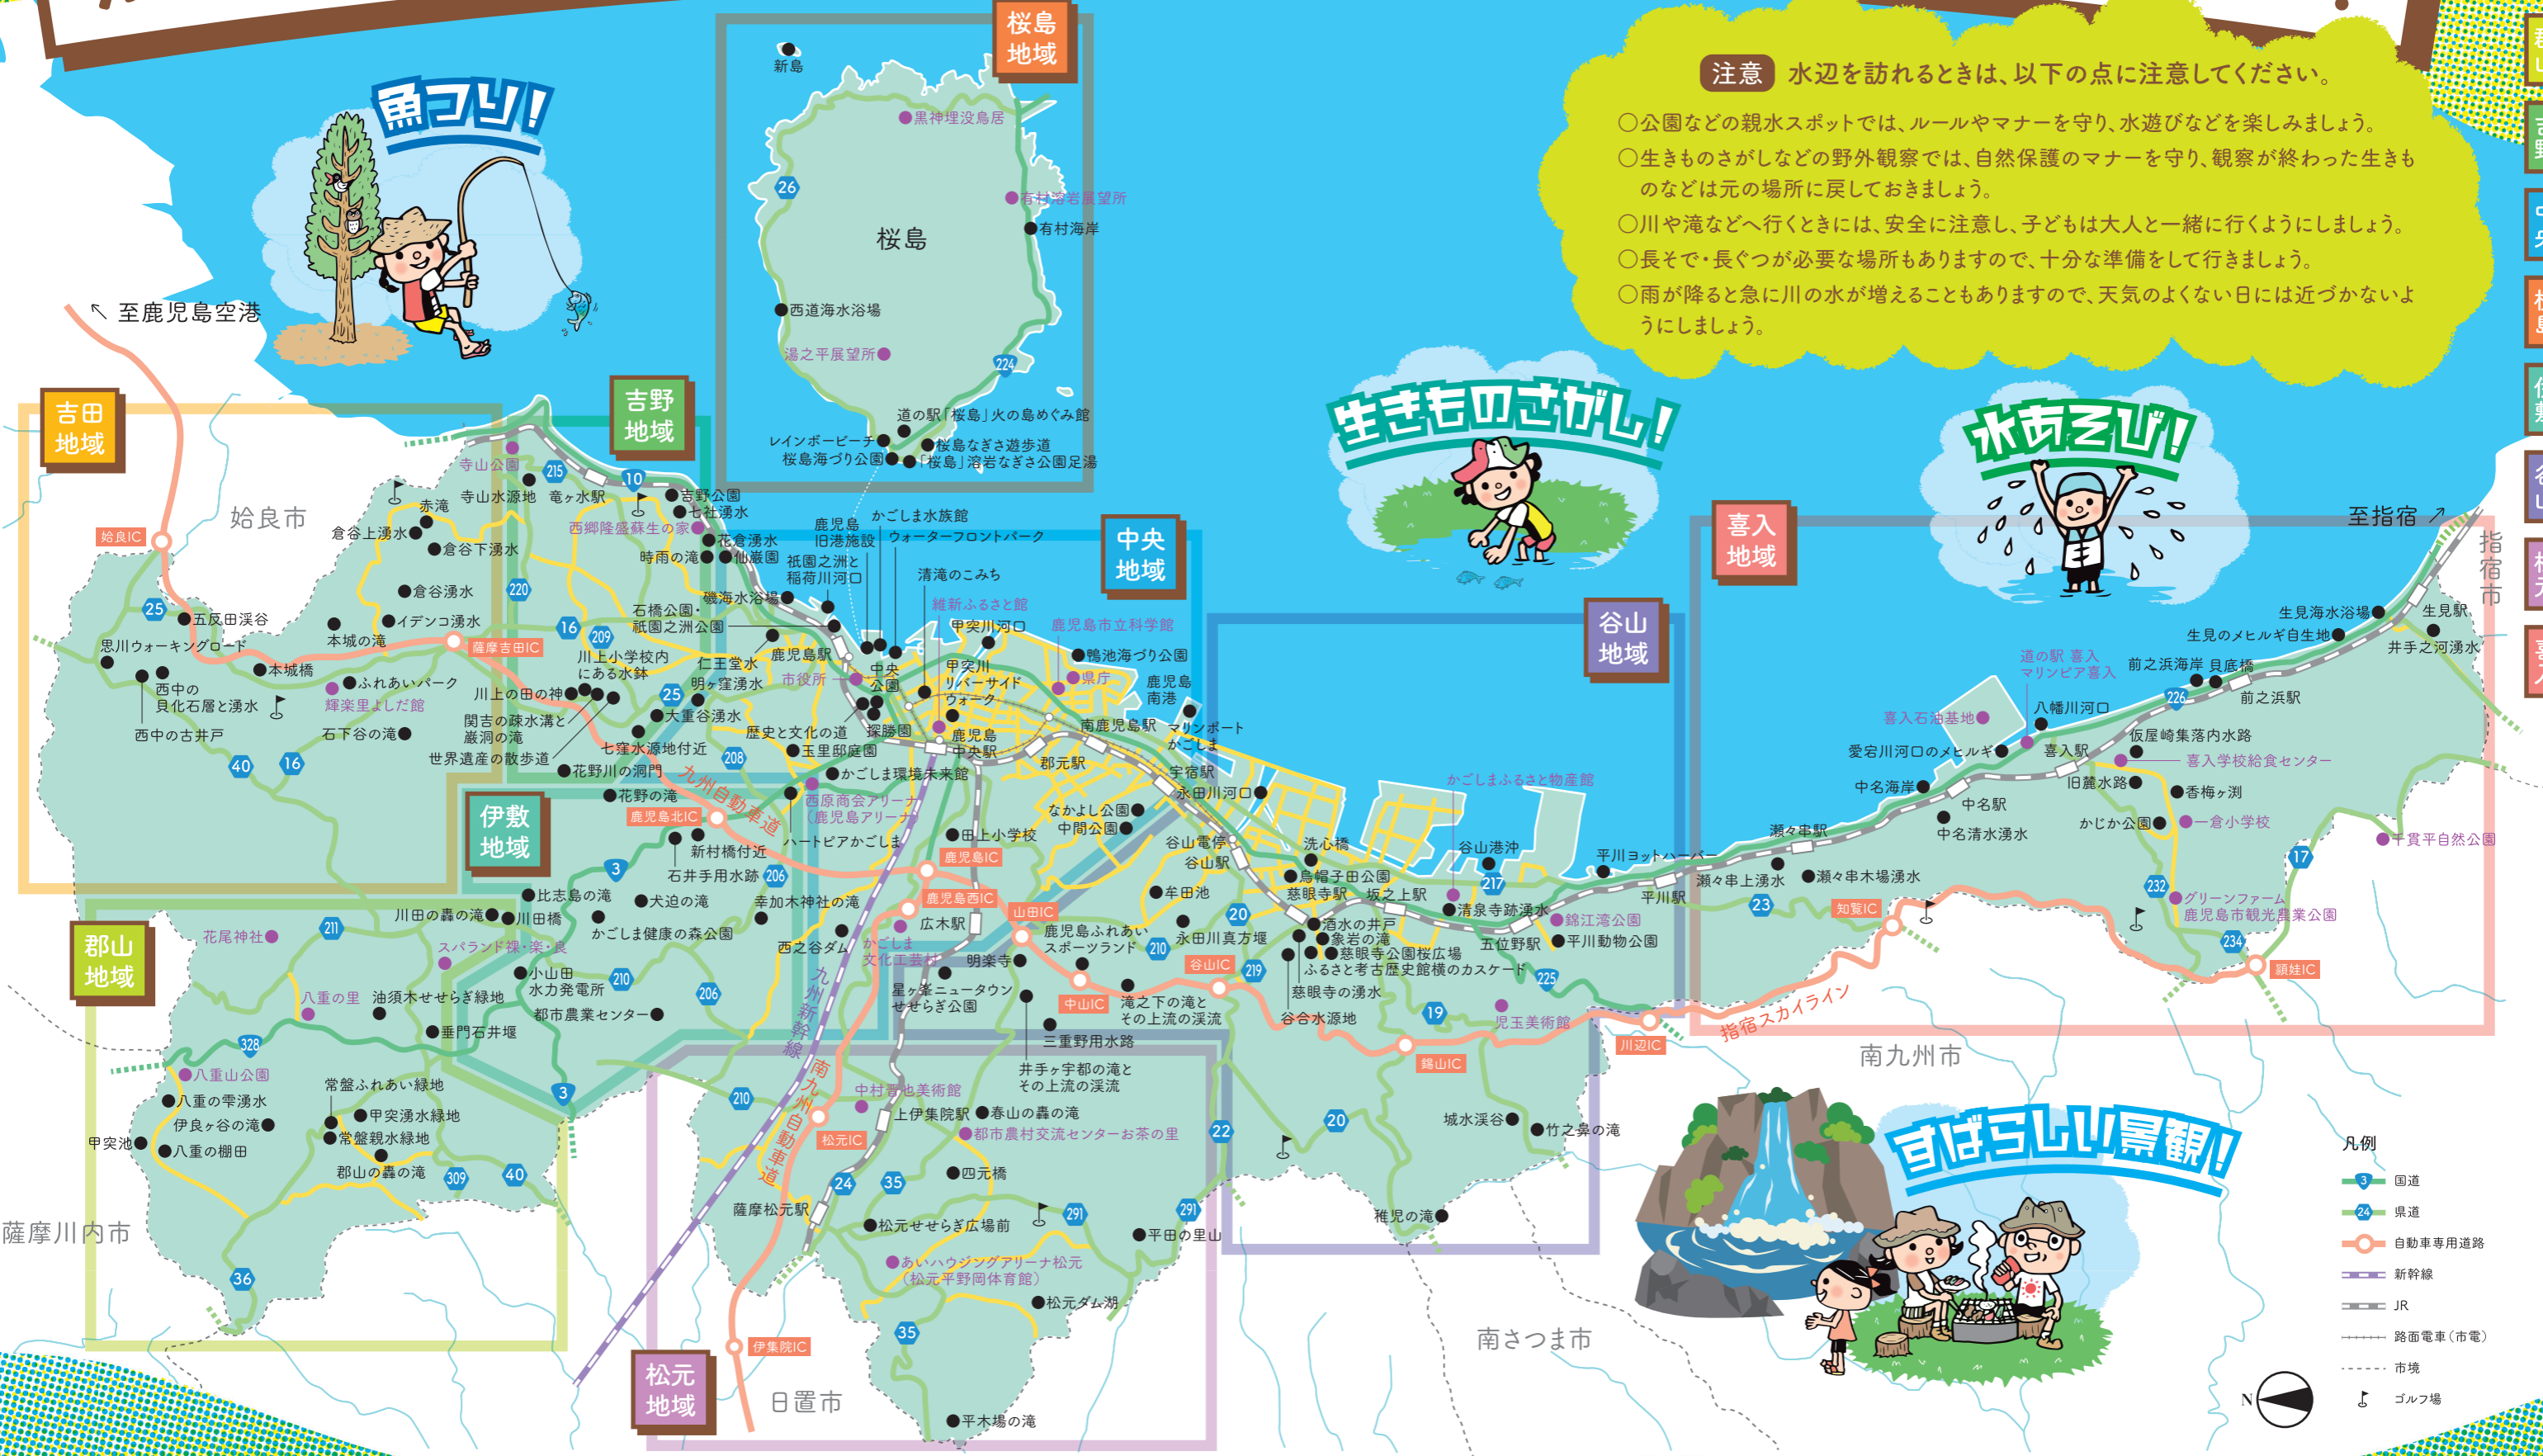 桜島
地域
新島
黒神埋没鳥居
26
有村溶岩展望所
有村海岸
桜島
西道海水浴場
湯之平展望所
224
道の駅「桜島」火の島めぐみ館
レインボービーチ
桜島なぎさ遊歩道
桜島海づり公園
「桜島」溶岩なぎさ公園足湯
魚つり!
↖ 至鹿児島空港
注意 水辺を訪れるときは、以下の点に注意してください。
○公園などの親水スポットでは、ルールやマナーを守り、水遊びなどを楽しみましょう。
○生きものさがしなどの野外観察では、自然保護のマナーを守り、観察が終わった生きも
のなどは元の場所に戻しておきましょう。
○川や滝などへ行くときには、安全に注意し、子どもは大人と一緒に行くようにしましょう。
○長そで・長ぐつが必要な場所もありますので、十分な準備をして行きましょう。
○雨が降ると急に川の水が増えることもありますので、天気のよくない日には近づかないよ
うにしましょう。
生きものさがし!
水あそび!
吉田
地域
姶良市
姶良IC
赤滝
倉谷上湧水
倉谷下湧水
倉谷湧水
イデンコ湧水
本城の滝
25
五反田渓谷
思川ウォーキングロード
本城橋
西中の
貝化石層と湧水
西中の古井戸
ふれあいパーク
輝楽里よしだ館
石下谷の滝
40
16
薩摩吉田IC
吉野
地域
寺山公園
寺山水源地
215
竜ヶ水駅
10
吉野公園
七社湧水
西郷隆盛蘇生の家
花倉湧水
時雨の滝
仙巌園
220
16
209
石橋公園・
祇園之洲公園
磯海水浴場
祇園之洲と
稲荷川河口
川上小学校内
にある水鉢
仁王堂水
川上の田の神
25
明ヶ窪湧水
大重谷湧水
関吉の疎水溝と
巌洞の滝
世界遺産の散歩道
七窪水源地付近
208
花野川の洞門
花野の滝
九州自動車道
中央
地域
鹿児島
旧港施設
かごしま水族館
ウォーターフロントパーク
清滝のこみち
維新ふるさと館
甲突川河口
鹿児島市立科学館
鴨池海づり公園
県庁
鹿児島
南港
マリンポート
かごしま
鹿児島駅
市役所
中央
公園
甲突川
リバーサイド
ウォーク
歴史と文化の道
探勝園
玉里邸庭園
鹿児島
中央駅
南鹿児島駅
郡元駅
宇宿駅
永田川河口
かごしま環境未来館
西原商会アリーナ
(鹿児島アリーナ)
ハートピアかごしま
田上小学校
なかよし公園
中間公園
鹿児島IC
鹿児島西IC
広木駅
山田IC
伊敷
地域
鹿児島北IC
新村橋付近
石井手用水跡
206
3
比志島の滝
犬迫の滝
幸加木神社の滝
川田の轟の滝
川田橋
かごしま健康の森公園
西之谷ダム
かごしま
文化工芸村
スパランド裸・楽・良
小山田
水力発電所
210
206
都市農業センター
九州新幹線
3
郡山
地域
花尾神社
211
八重の里
油須木せせらぎ緑地
垂門石井堰
328
八重山公園
八重の雫湧水
常盤ふれあい緑地
伊良ヶ谷の滝
甲突湧水緑地
甲突池
八重の棚田
常盤親水緑地
郡山の轟の滝
309
40
36
薩摩川内市
谷山
地域
谷山電停
谷山駅
洗心橋
烏帽子田公園
慈眼寺駅
坂之上駅
かごしまふるさと物産館
谷山港沖
217
平川ヨットハーバー
平川駅
牟田池
20
永田川真方堰
清泉寺跡湧水
錦江湾公園
平川動物公園
五位野駅
酒水の井戸
象岩の滝
慈眼寺公園桜広場
ふるさと考古歴史館横のカスケード
慈眼寺の湧水
225
谷合水源地
219
谷山IC
鹿児島ふれあい
スポーツランド
210
明楽寺
星ヶ峯ニュータウン
せせらぎ公園
中山IC
滝之下の滝と
その上流の渓流
三重野用水路
井手ヶ宇都の滝と
その上流の渓流
19
児玉美術館
錦山IC
川辺IC
指宿スカイライン
22
20
城水渓谷
竹之鼻の滝
稚児の滝
南さつま市
南九州市
喜入
地域
至指宿 ↗
指宿市
生見海水浴場
生見駅
生見のメヒルギ自生地
井手之河湧水
道の駅 喜入
マリンピア喜入
前之浜海岸
貝底橋
226
前之浜駅
八幡川河口
喜入石油基地
仮屋崎集落内水路
愛宕川河口のメヒルギ
喜入駅
喜入学校給食センター
中名海岸
旧麓水路
香梅ヶ渕
中名駅
中名清水湧水
かじか公園
一倉小学校
千貫平自然公園
瀬々串駅
瀬々串上湧水
瀬々串木場湧水
17
232
グリーンファーム
鹿児島市観光農業公園
23
知覧IC
234
頴娃IC
松元
地域
210
中村晋也美術館
南九州自動車道
松元IC
上伊集院駅
春山の轟の滝
都市農村交流センターお茶の里
四元橋
24
35
薩摩松元駅
松元せせらぎ広場前
291
291
平田の里山
あいハウジングアリーナ松元
(松元平野岡体育館)
松元ダム湖
35
伊集院IC
日置市
平木場の滝
すばらしい景観!
凡例
3 国道
24 県道
自動車専用道路
新幹線
JR
路面電車(市電)
市境
ゴルフ場
N